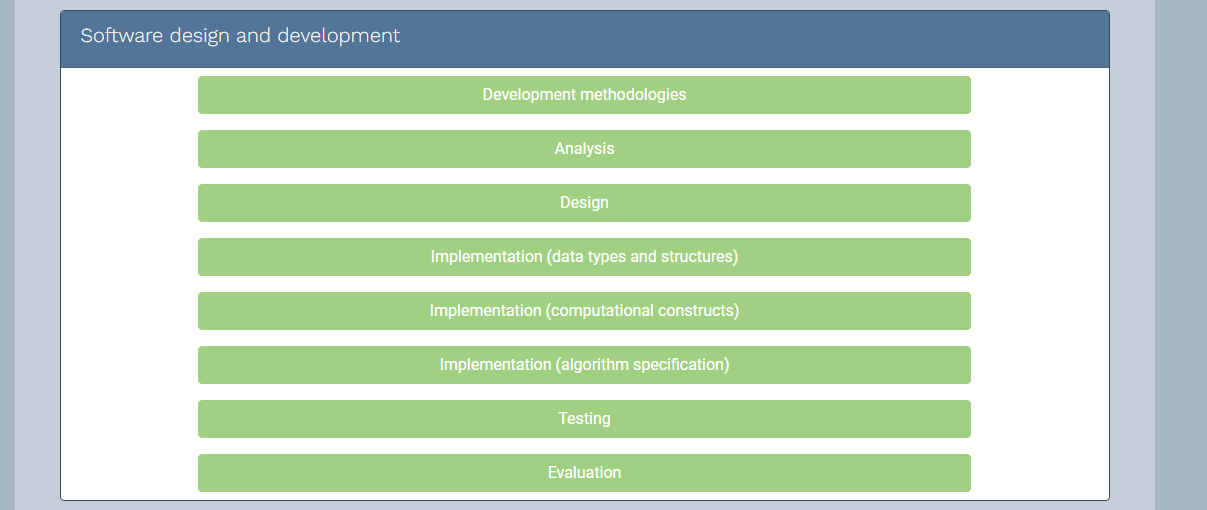 Software design and development
Development methodologies
Analysis
Design
Implementation (data types and structures)
Implementation (computational constructs)
Implementation (algorithm specification)
Testing
Evaluation